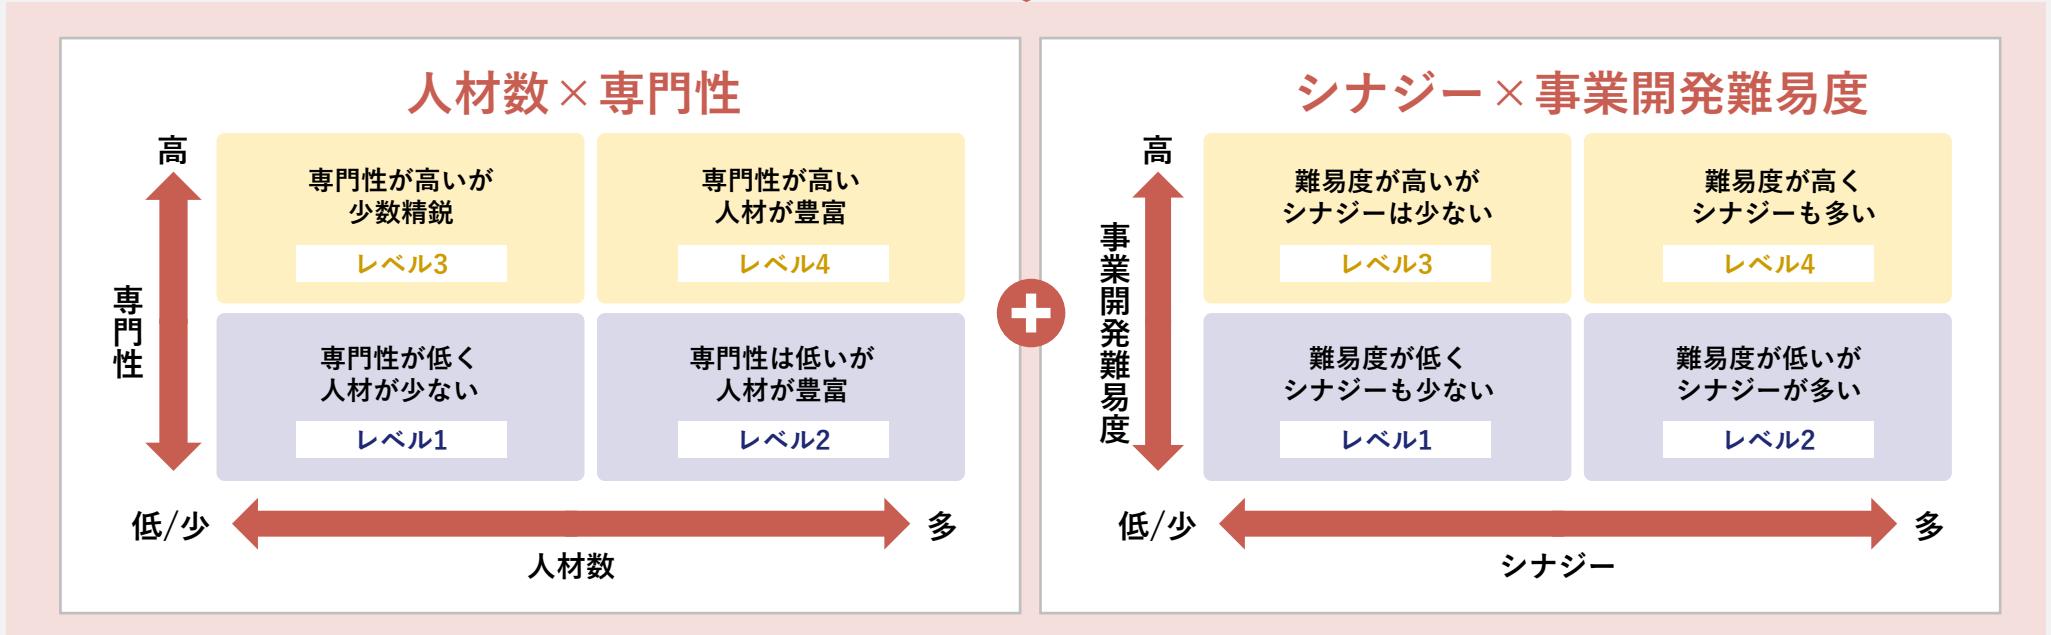 人材数×専門性
高
専門性
低/少
専門性が高いが
少数精鋭
レベル3
専門性が高い
人材が豊富
レベル4
専門性が低く
人材が少ない
レベル1
専門性は低いが
人材が豊富
レベル2
多
人材数
シナジー×事業開発難易度
高
事業開発難易度
低/少
難易度が高いが
シナジーは少ない
レベル3
難易度が高く
シナジーも多い
レベル4
難易度が低く
シナジーも少ない
レベル1
難易度が低いが
シナジーが多い
レベル2
多
シナジー